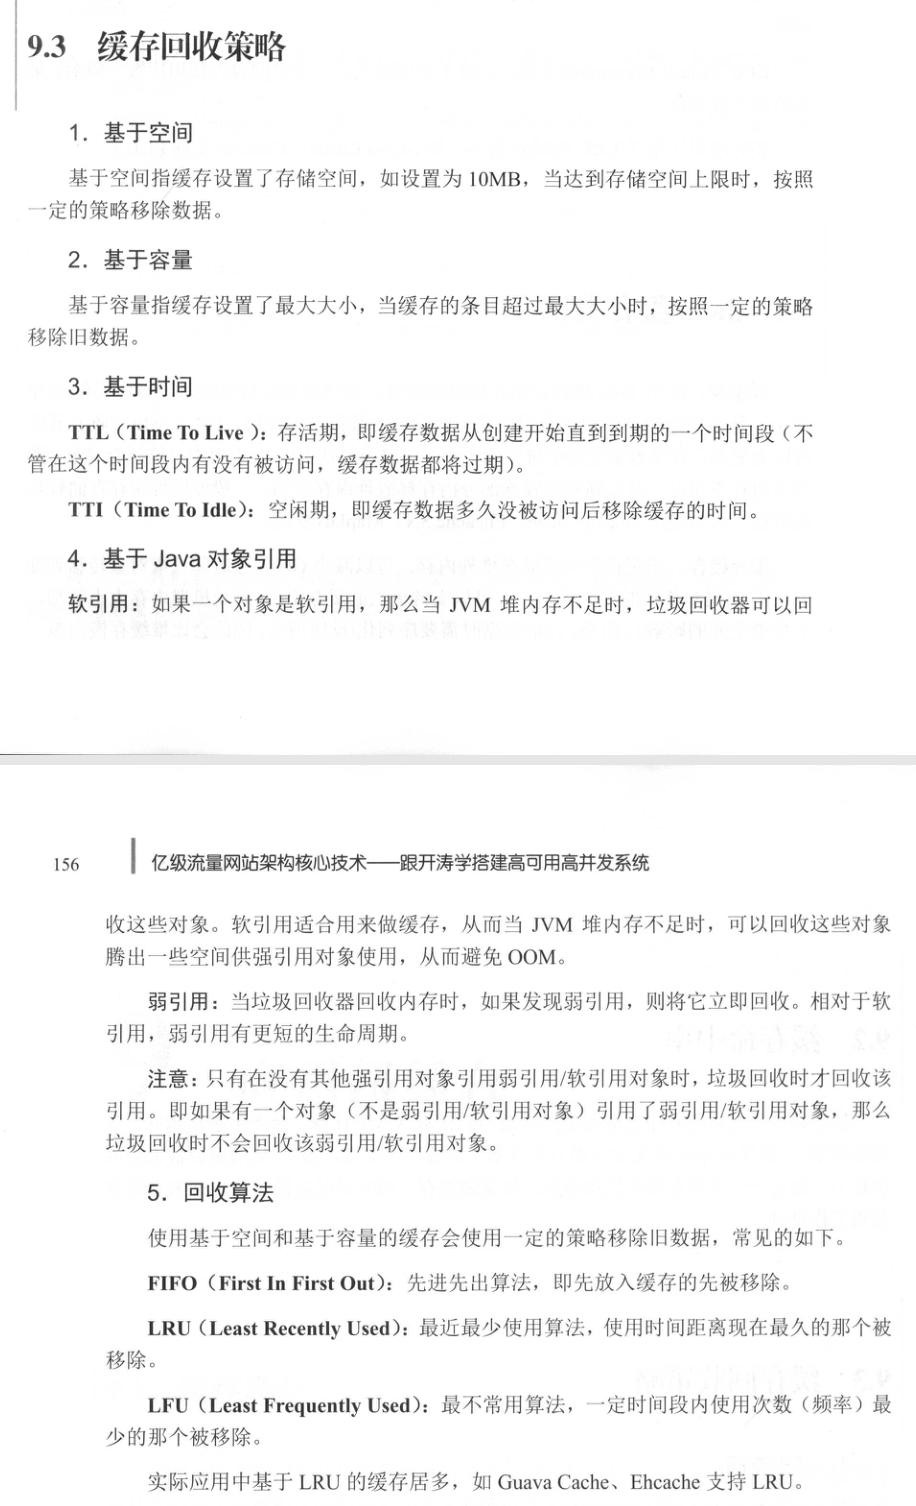 9.3 缓存回收策略
1．基于空间
基于空间指缓存设置了存储空间，如设置为 10MB，当达到存储空间上限时，按照
一定的策略移除数据。
2．基于容量
基于容量指缓存设置了最大大小，当缓存的条目超过最大大小时，按照一定的策略
移除旧数据。
3．基于时间
TTL（Time To Live ）：存活期，即缓存数据从创建开始直到到期的一个时间段（不
管在这个时间段内有没有被访问，缓存数据都将过期）。
TTI（Time To Idle）：空闲期，即缓存数据多久没被访问后移除缓存的时间。
4．基于 Java 对象引用
软引用：如果一个对象是软引用，那么当 JVM 堆内存不足时，垃圾回收器可以回
156 亿级流量网站架构核心技术——跟开涛学搭建高可用高并发系统
收这些对象。软引用适合用来做缓存，从而当 JVM 堆内存不足时，可以回收这些对象
腾出一些空间供强引用对象使用，从而避免 OOM。
弱引用：当垃圾回收器回收内存时，如果发现弱引用，则将它立即回收。相对于软
引用，弱引用有更短的生命周期。
注意：只有在没有其他强引用对象引用弱引用/软引用对象时，垃圾回收时才回收该
引用。即如果有一个对象（不是弱引用/软引用对象）引用了弱引用/软引用对象，那么
垃圾回收时不会回收该弱引用/软引用对象。
5．回收算法
使用基于空间和基于容量的缓存会使用一定的策略移除旧数据，常见的如下。
FIFO（First In First Out）：先进先出算法，即先放入缓存的先被移除。
LRU（Least Recently Used）：最近最少使用算法，使用时间距离现在最久的那个被
移除。
LFU（Least Frequently Used）：最不常用算法，一定时间段内使用次数（频率）最
少的那个被移除。
实际应用中基于 LRU 的缓存居多，如 Guava Cache、Ehcache 支持 LRU。